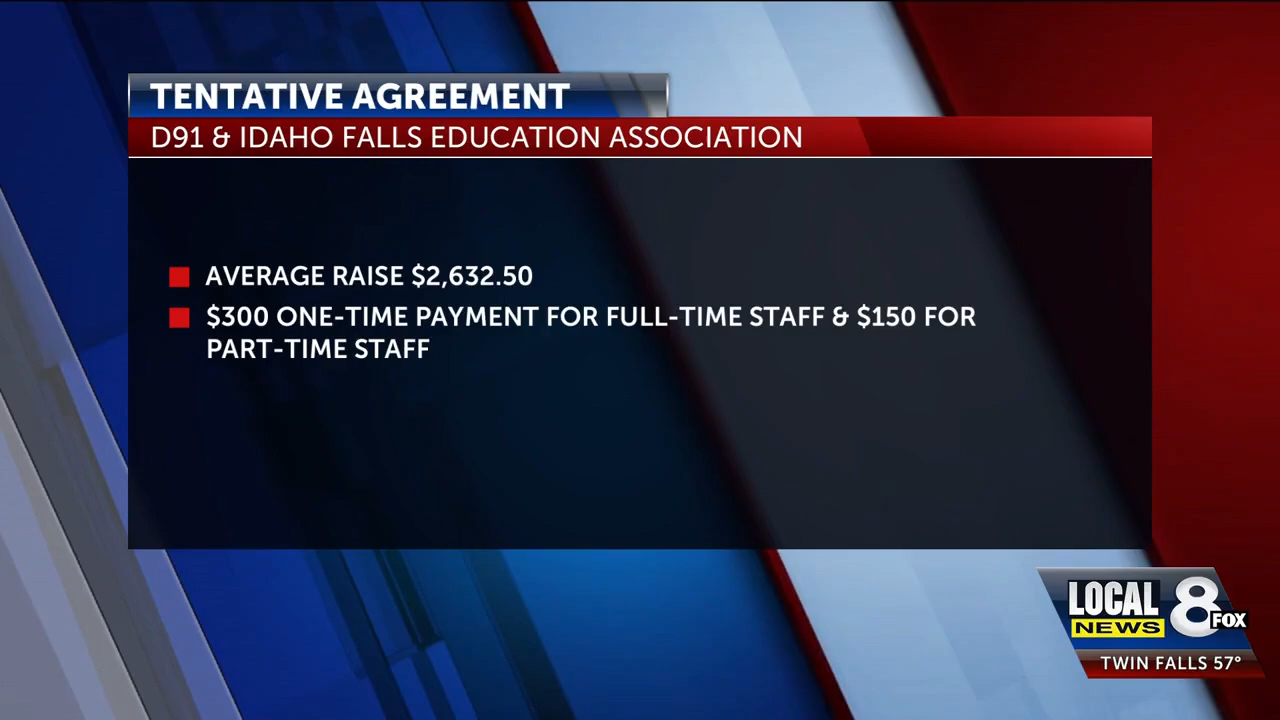 TENTATIVE AGREEMENT
D91 & IDAHO FALLS EDUCATION ASSOCIATION
AVERAGE RAISE $2,632.50
$300 ONE-TIME PAYMENT FOR FULL-TIME STAFF & $150 FOR
PART-TIME STAFF
LOCAL
NEWS
8
FOX
TWIN FALLS 57°